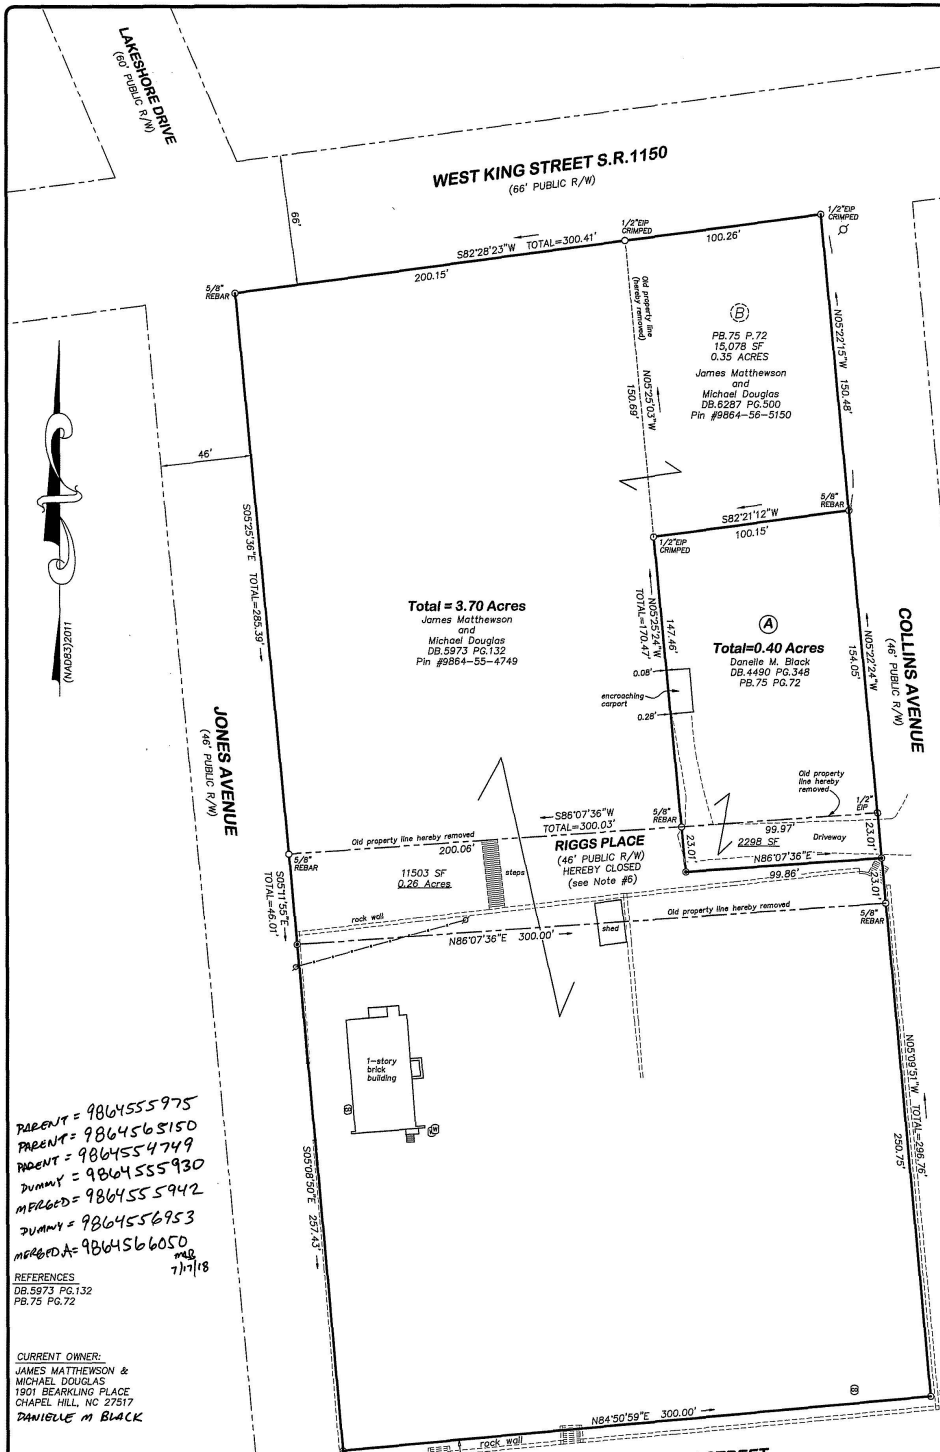 LAKESHORE DRIVE
(60' PUBLIC R/W)
WEST KING STREET S.R.1150
(66' PUBLIC R/W)
66'
1/2"EIP
CRIMPED
1/2"EIP
CRIMPED
S82°28'23"W TOTAL=300.41'
100.26'
200.15'
5/8"
REBAR
Old property line
(hereby removed)
B
PB.75 P.72
15,078 SF
0.35 ACRES
James Matthewson
and
Michael Douglas
DB.6287 PG.500
Pin #9864-56-5150
N05°22'15"W 150.48'
N05°25'03"W
150.69'
46'
5/8"
REBAR
S82°21'12"W
100.15'
1/2"EIP
CRIMPED
S05°25'36"E TOTAL=285.39'
(NAD83)2011
Total = 3.70 Acres
James Matthewson
and
Michael Douglas
DB.5973 PG.132
Pin #9864-55-4749
N05°25'24"W
TOTAL=170.47'
147.46'
A
Total=0.40 Acres
Danelle M. Black
DB.4490 PG.348
PB.75 PG.72
N05°22'24"W
154.05'
COLLINS AVENUE
(46' PUBLIC R/W)
0.08'
encroaching
carport
0.28'
JONES AVENUE
(46' PUBLIC R/W)
Old property
line hereby
removed
1/2"
EIP
S86°07'36"W
TOTAL=300.03'
5/8"
REBAR
99.97'
2298 SF
Driveway
23.01'
23.01'
N86°07'36"E
99.86'
23.01'
Old property line hereby removed
200.06'
RIGGS PLACE
(46' PUBLIC R/W)
HEREBY CLOSED
(see Note #6)
5/8"
REBAR
11503 SF
0.26 Acres
steps
S05°11'55"E
TOTAL=46.01'
rock wall
Old property line hereby removed
5/8"
REBAR
N86°07'36"E 300.00'
shed
1-story
brick
building
N05°09'51"W TOTAL=296.76'
250.75'
S05°08'50"E 257.43'
PARENT = 9864555975
PARENT = 9864565150
PARENT = 9864554749
DUMMY = 9864555930
MERGED = 9864555942
DUMMY = 9864556953
MERGED A = 9864566050
7/17/18
REFERENCES
DB.5973 PG.132
PB.75 PG.72
CURRENT OWNER:
JAMES MATTHEWSON &
MICHAEL DOUGLAS
1901 BEARKLING PLACE
CHAPEL HILL, NC 27517
DANIELLE M BLACK
N84°50'59"E 300.00'
rock wall
STREET